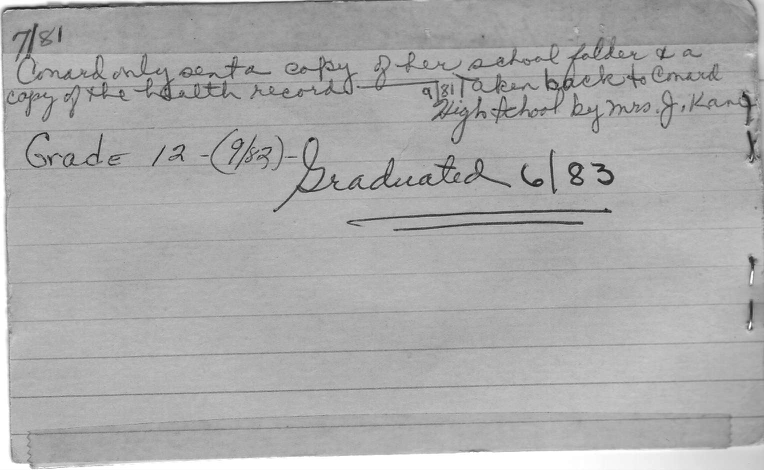 7/81
Conard only sent a copy of her school folder & a
copy of the health record — 9/81 Taken back to Conard
High School by Mrs. J. Kane
Grade 12 - (9/82) - Graduated 6/83